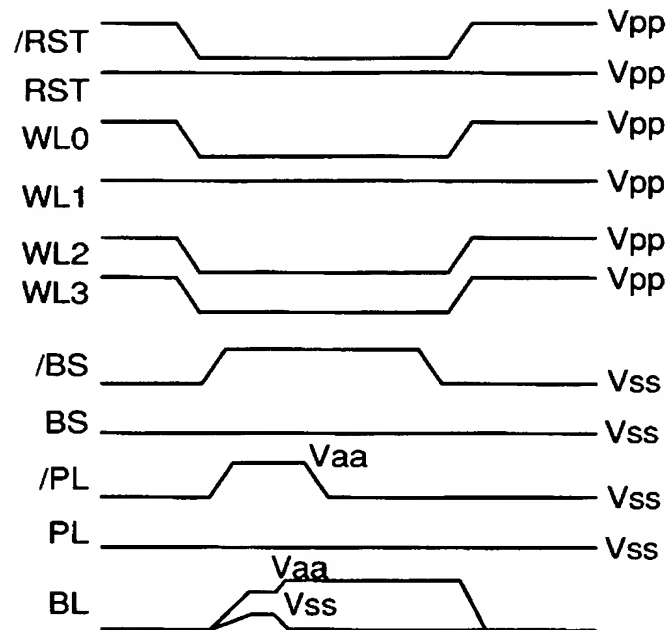 /RST Vpp
RST Vpp
WL0 Vpp
WL1 Vpp
WL2 Vpp
WL3 Vpp
/BS Vss
BS Vss
/PL Vaa Vss
PL Vss
Vaa
BL Vss